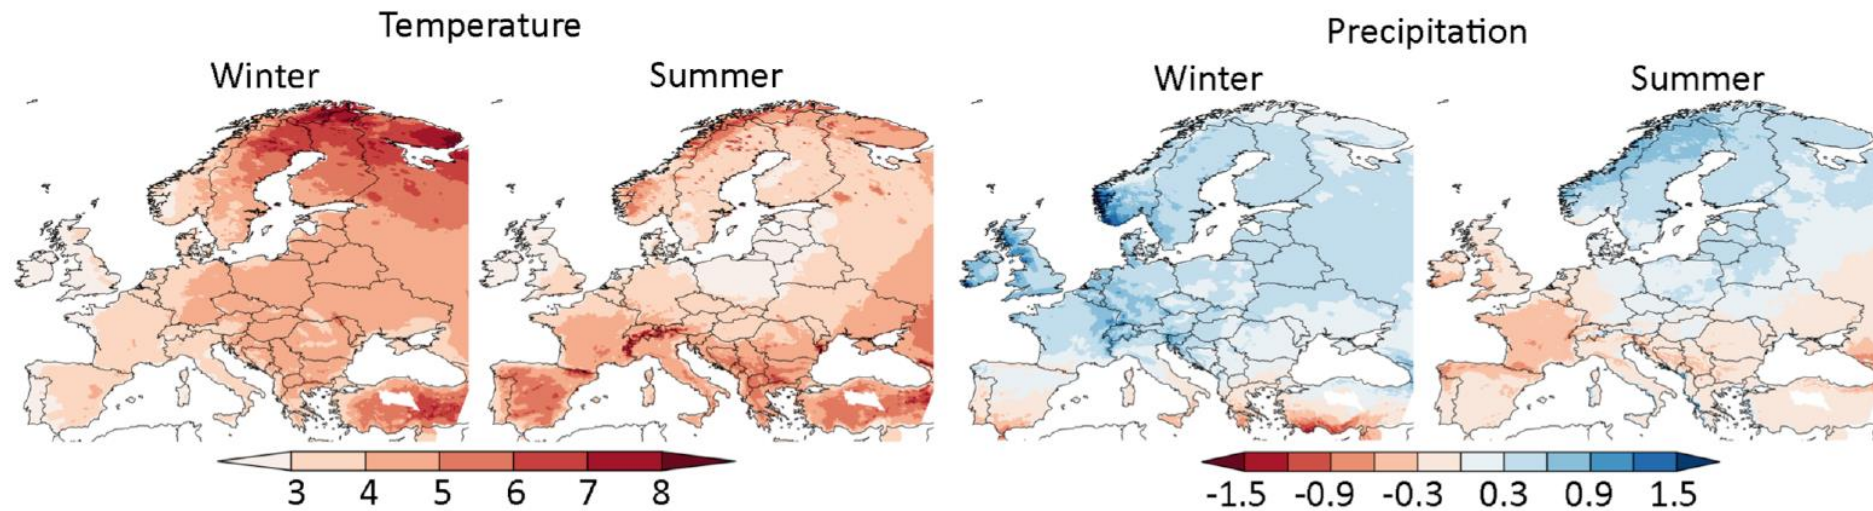 Temperature
Precipitation
Winter
Summer
Winter
Summer
3 4 5 6 7 8
-1.5 -0.9 -0.3 0.3 0.9 1.5